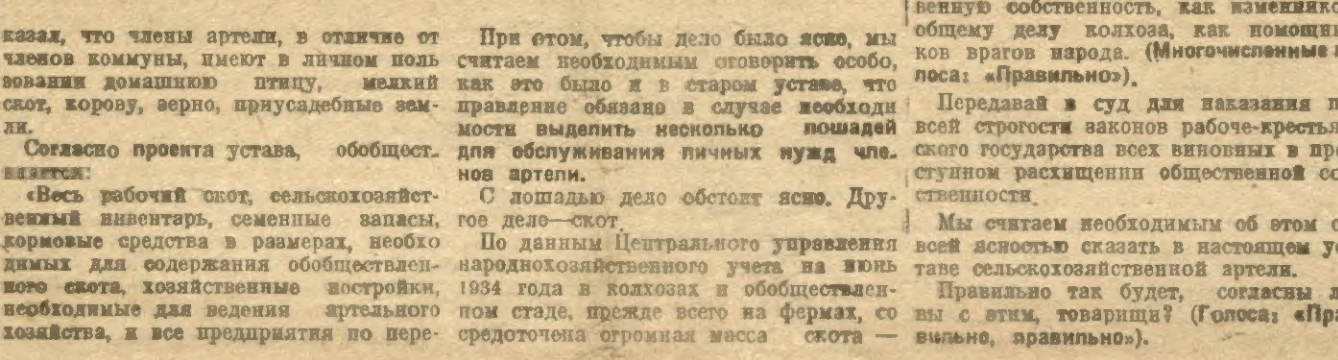 казал, что члены артели, в отличие от
членов коммуны, имеют в личном поль
зовании домашнюю птицу, мелкий
скот, корову, зерно, приусадебные зем-
ли.
Согласно проекта устава, обобщест-
вляется:
«Весь рабочий скот, сельскохозяйст-
венный инвентарь, семенные запасы,
кормовые средства в размерах, необхо
димых для содержания обобществлен-
ного скота, хозяйственные постройки,
необходимые для ведения артельного
хозяйства, и все предприятия по пере-
При этом, чтобы дело было ясно, мы
считаем необходимым оговорить особо,
как это было и в старом уставе, что
правление обязано в случае необходи
мости выделить несколько лошадей
для обслуживания личных нужд чле-
нов артели.
С лошадью дело обстоит ясно. Дру-
гое дело—скот.
По данным Центрального управления
народнохозяйственного учета на июнь
1934 года в колхозах и обобществлен-
ном стаде, прежде всего на фермах, со
средоточена огромная масса скота —
венную собственность, как изменнико
общему делу колхоза, как помощни
ков врагов народа. (Многочисленные
лоса: «Правильно»).
Передавай в суд для наказания п
всей строгости законов рабоче-крестья
ского государства всех виновных в пре
ступном расхищении общественной со
ственности.
Мы считаем необходимым об этом с
всей ясностью сказать в настоящем ус
таве сельскохозяйственной артели.
Правильно так будет, согласны л
вы с этим, товарищи? (Голоса: «Пра
вильно, правильно»).